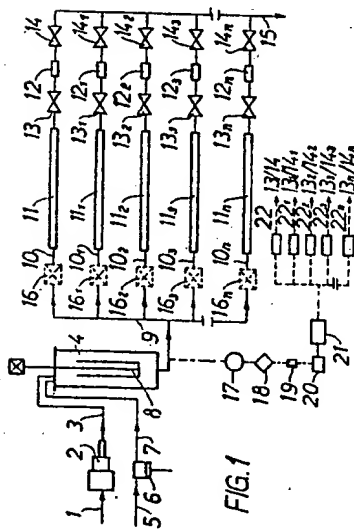 14 14₁ 14₂ 14₃ 14ₙ
12 12₁ 12₂ 12₃ 12ₙ 15
13 13₁ 13₂ 13₃ 13ₙ
11 11₁ 11₂ 11₃ 11ₙ
10 10₁ 10₂ 10₃ 10ₙ
16 16₁ 16₂ 16₃ 16ₙ
9
13/14 13₁/14₁ 13₂/14₂ 13₃/14₃ 13ₙ/14ₙ
22 22₁ 22₂ 22₃ 22ₙ
4
8
3
7
2
6
1
5
17 18 19 20 21
FIG.1